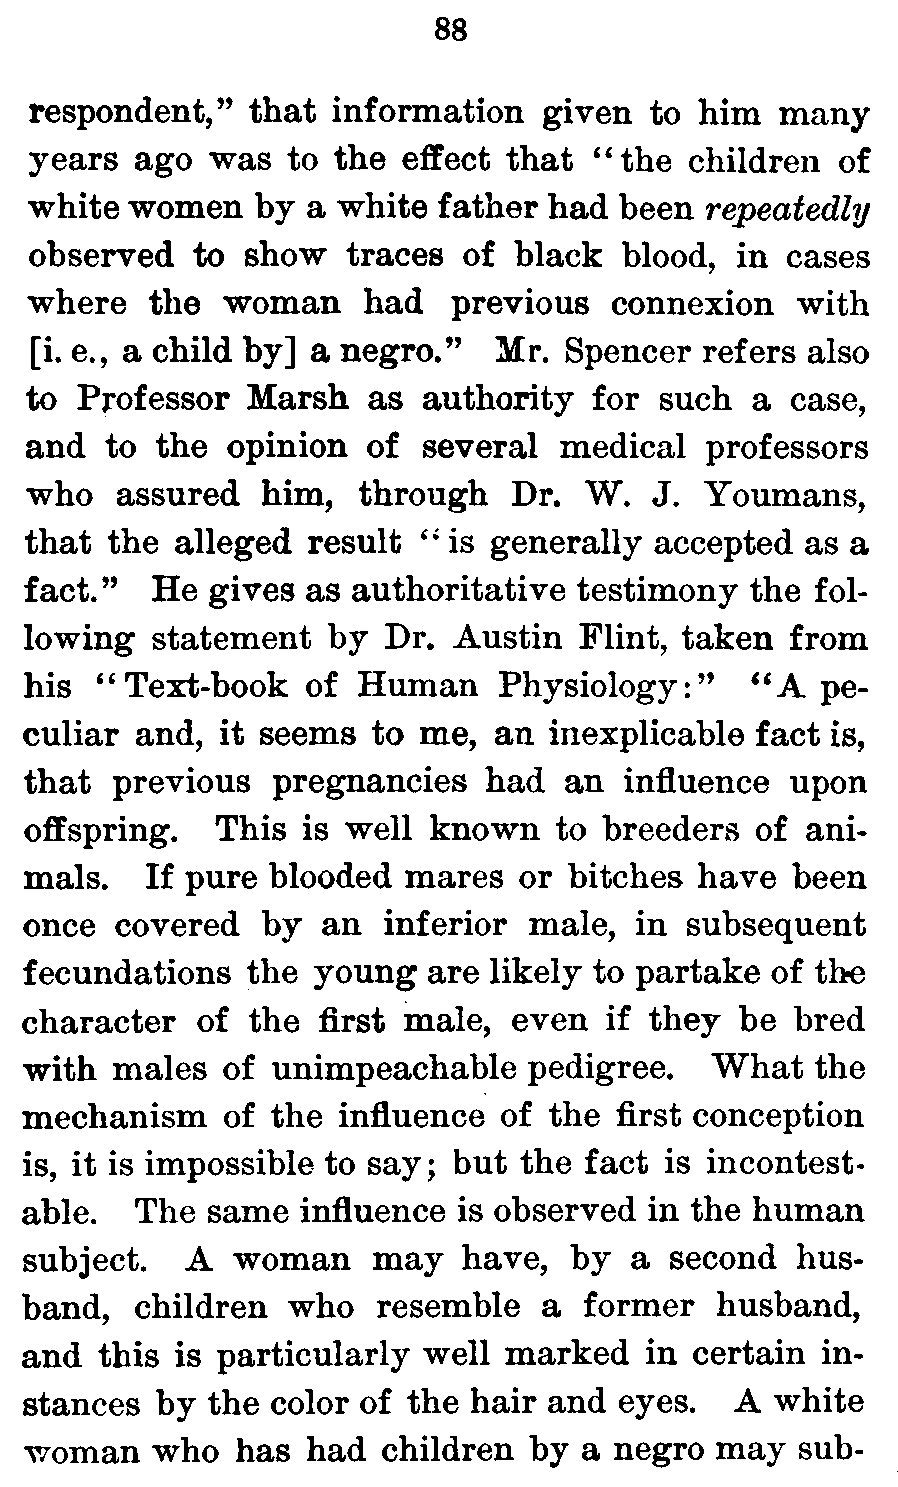 88
respondent,” that information given to him many
years ago was to the effect that “the children of
white women by a white father had been repeatedly
observed to show traces of black blood, in cases
where the woman had previous connexion with
[i. e., a child by] a negro.” Mr. Spencer refers also
to Professor Marsh as authority for such a case,
and to the opinion of several medical professors
who assured him, through Dr. W. J. Youmans,
that the alleged result “is generally accepted as a
fact.” He gives as authoritative testimony the fol-
lowing statement by Dr. Austin Flint, taken from
his “Text-book of Human Physiology:” “A pe-
culiar and, it seems to me, an inexplicable fact is,
that previous pregnancies had an influence upon
offspring. This is well known to breeders of ani-
mals. If pure blooded mares or bitches have been
once covered by an inferior male, in subsequent
fecundations the young are likely to partake of the
character of the first male, even if they be bred
with males of unimpeachable pedigree. What the
mechanism of the influence of the first conception
is, it is impossible to say; but the fact is incontest-
able. The same influence is observed in the human
subject. A woman may have, by a second hus-
band, children who resemble a former husband,
and this is particularly well marked in certain in-
stances by the color of the hair and eyes. A white
woman who has had children by a negro may sub-